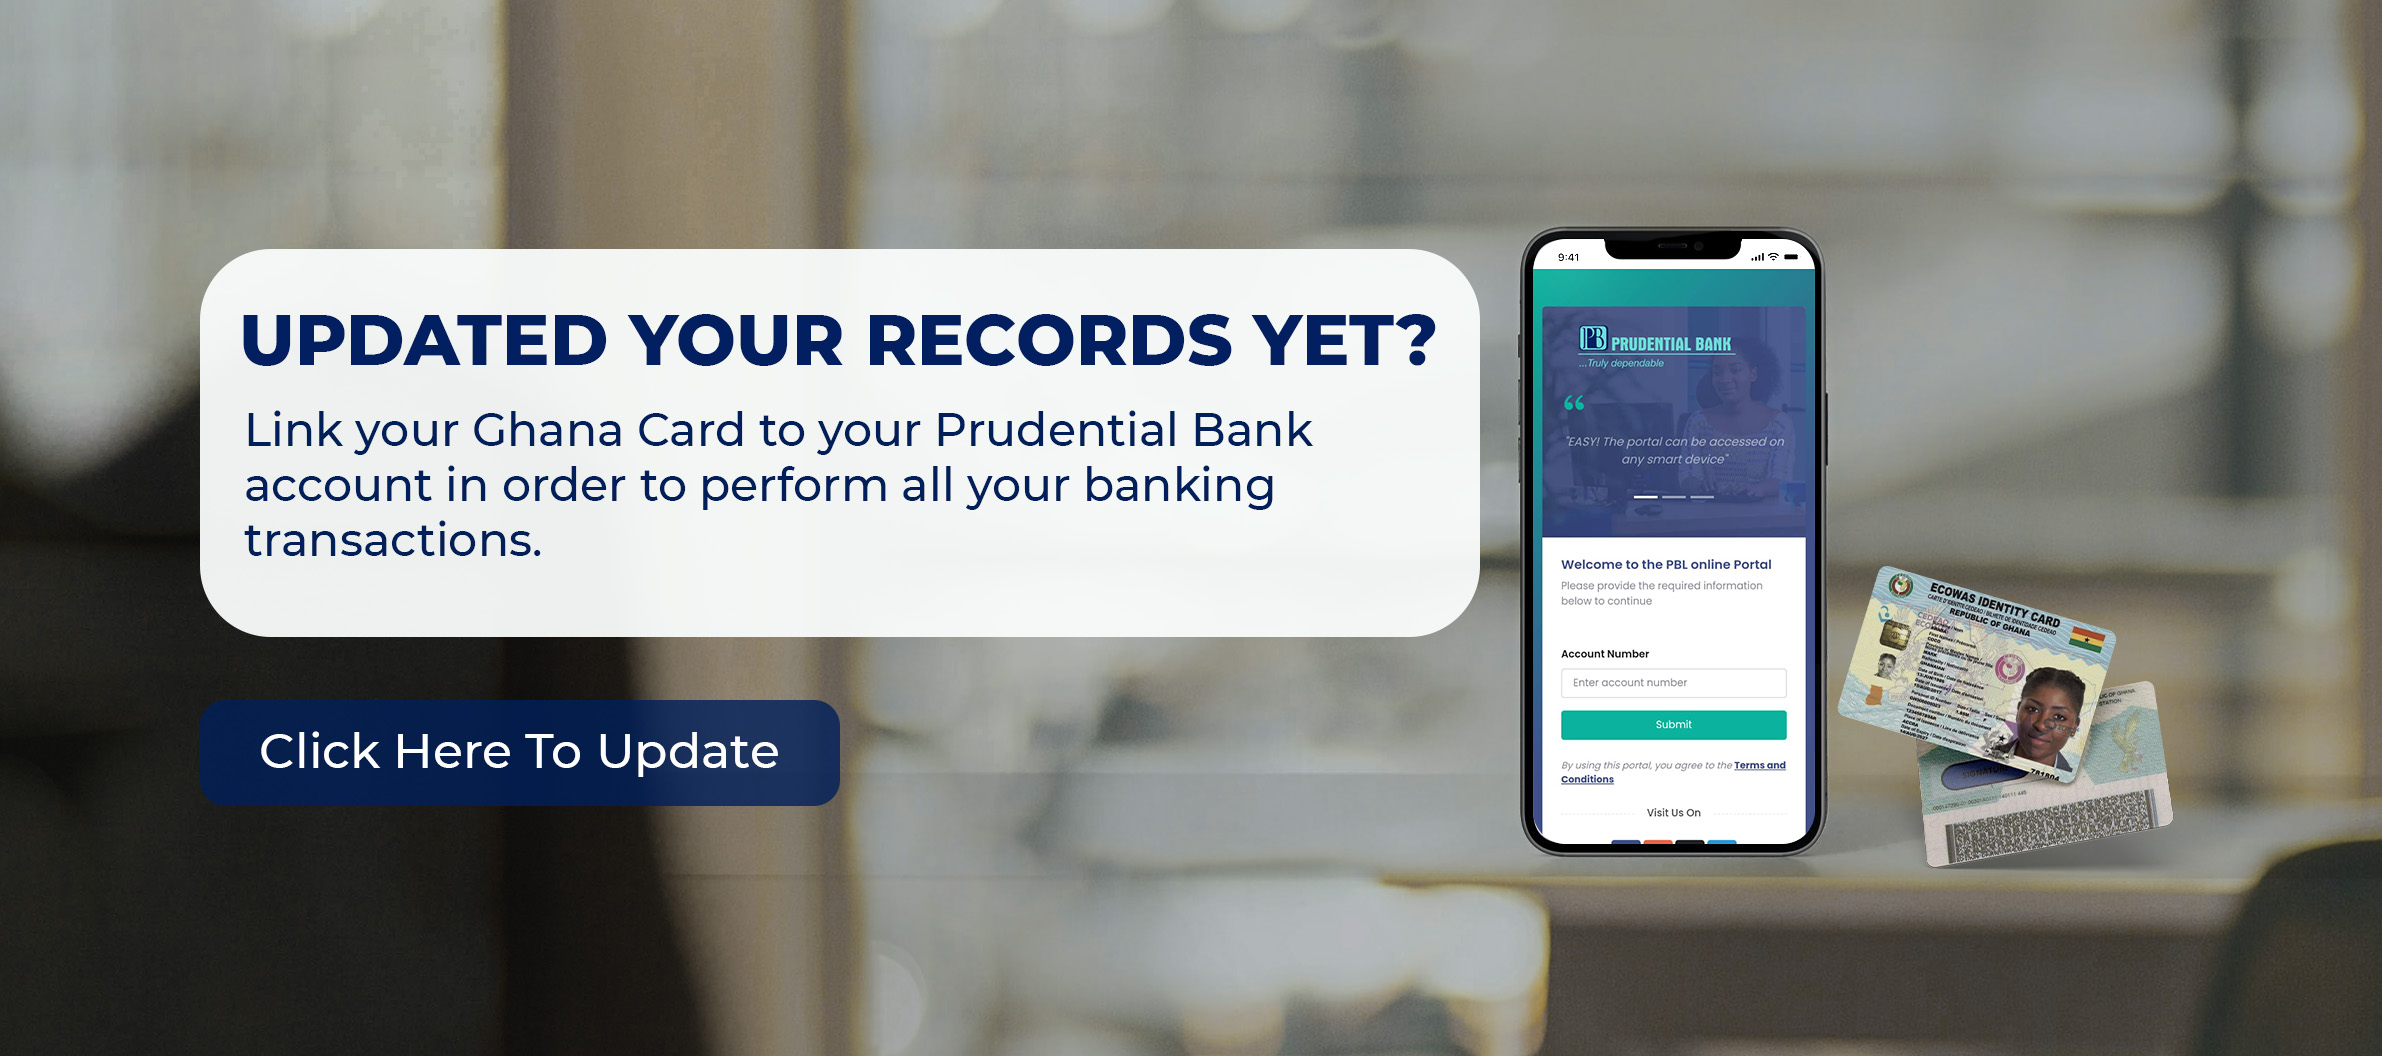 UPDATED YOUR RECORDS YET?
Link your Ghana Card to your Prudential Bank
account in order to perform all your banking
transactions.
Click Here To Update
9:41
PB PRUDENTIAL BANK
...Truly dependable
“
"EASY! The portal can be accessed on
any smart device"
Welcome to the PBL online Portal
Please provide the required information
below to continue
Account Number
Enter account number
Submit
By using this portal, you agree to the Terms and
Conditions
Visit Us On
ECOWAS IDENTITY CARD
REPUBLIC OF GHANA